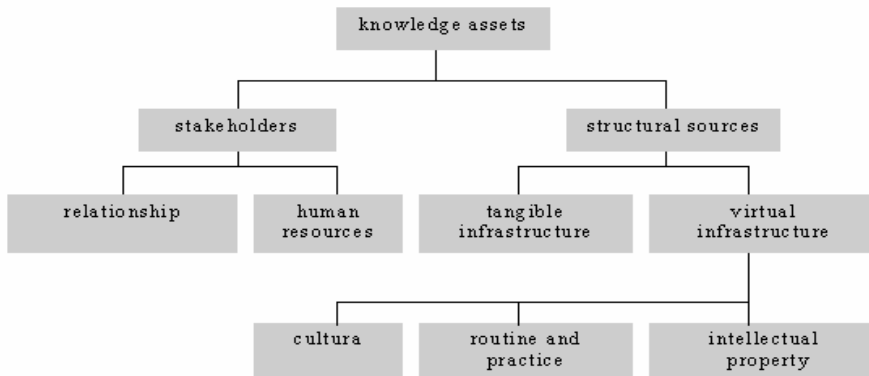 knowledge assets
stakeholders
structural sources
relationship
human
resources
tangible
infrastructure
virtual
infrastructure
cultura
routine and
practice
intellectual
property